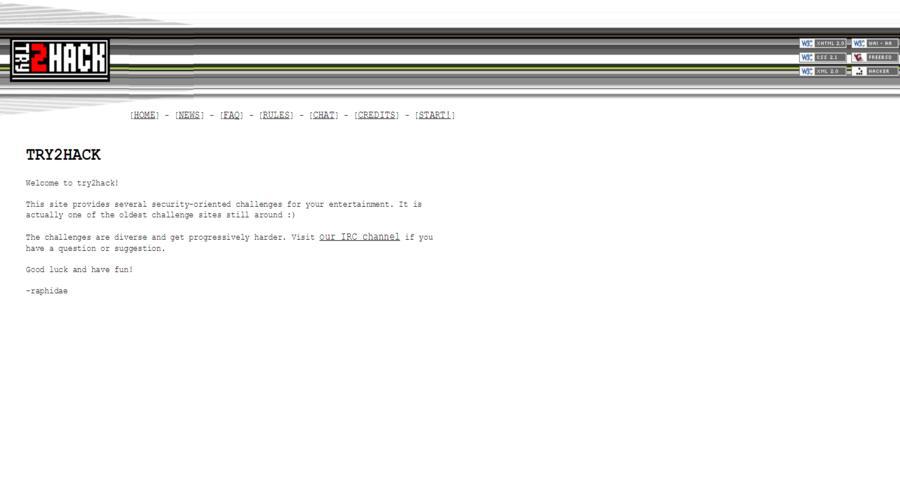 TRY2HACK
W3C XHTML 2.0 W3C WAI - AA
W3C CSS 2.1 FREEBSD
W3C XML 2.0 HACKER
[HOME] - [NEWS] - [FAQ] - [RULES] - [CHAT] - [CREDITS] - [START!]
TRY2HACK
Welcome to try2hack!
This site provides several security-oriented challenges for your entertainment. It is
actually one of the oldest challenge sites still around :)
The challenges are diverse and get progressively harder. Visit our IRC channel if you
have a question or suggestion.
Good luck and have fun!
-raphidae